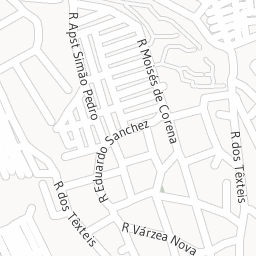 R Apst. Simão Pedro
R Moisés de Corena
R Eduardo Sanchez
R dos Têxteis
R dos Têxteis
R Várzea Nova